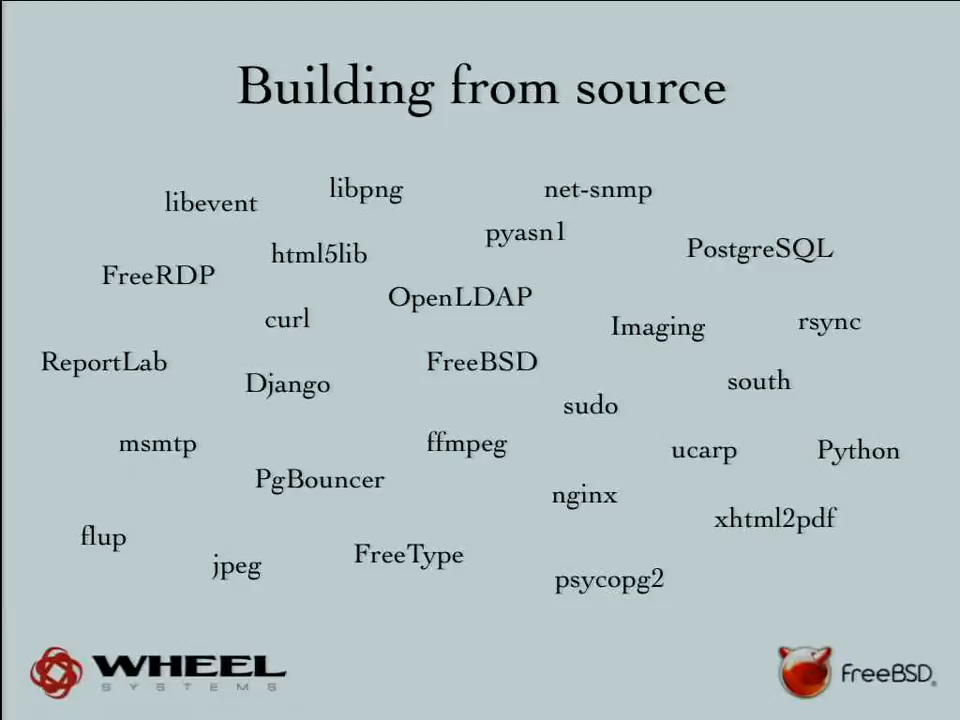 Building from source
libpng
net-snmp
libevent
pyasn1
PostgreSQL
html5lib
FreeRDP
OpenLDAP
curl
Imaging
rsync
ReportLab
FreeBSD
Django
south
sudo
msmtp
ffmpeg
ucarp
Python
PgBouncer
nginx
xhtml2pdf
flup
FreeType
jpeg
psycopg2
WHEEL
SYSTEMS
FreeBSD®